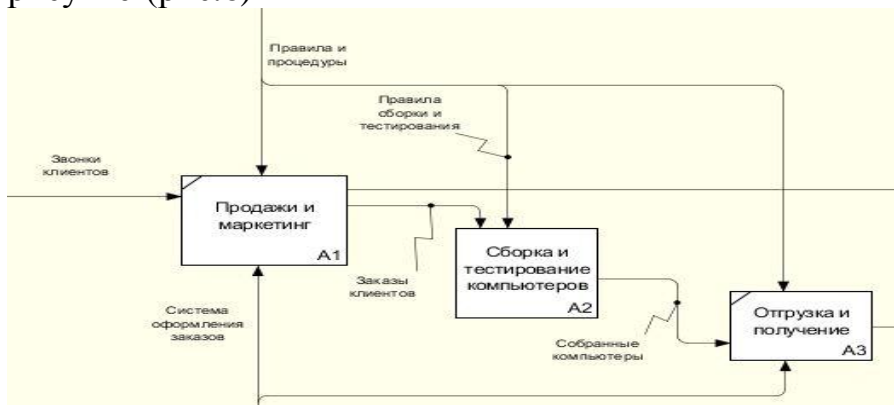 Правила и
процедуры
Правила
сборки и
тестирования
Звонки
клиентов
Продажи и
маркетинг
A1
Заказы
клиентов
Сборка и
тестирование
компьютеров
A2
Система
оформления
заказов
Собранные
компьютеры
Отгрузка и
получение
A3